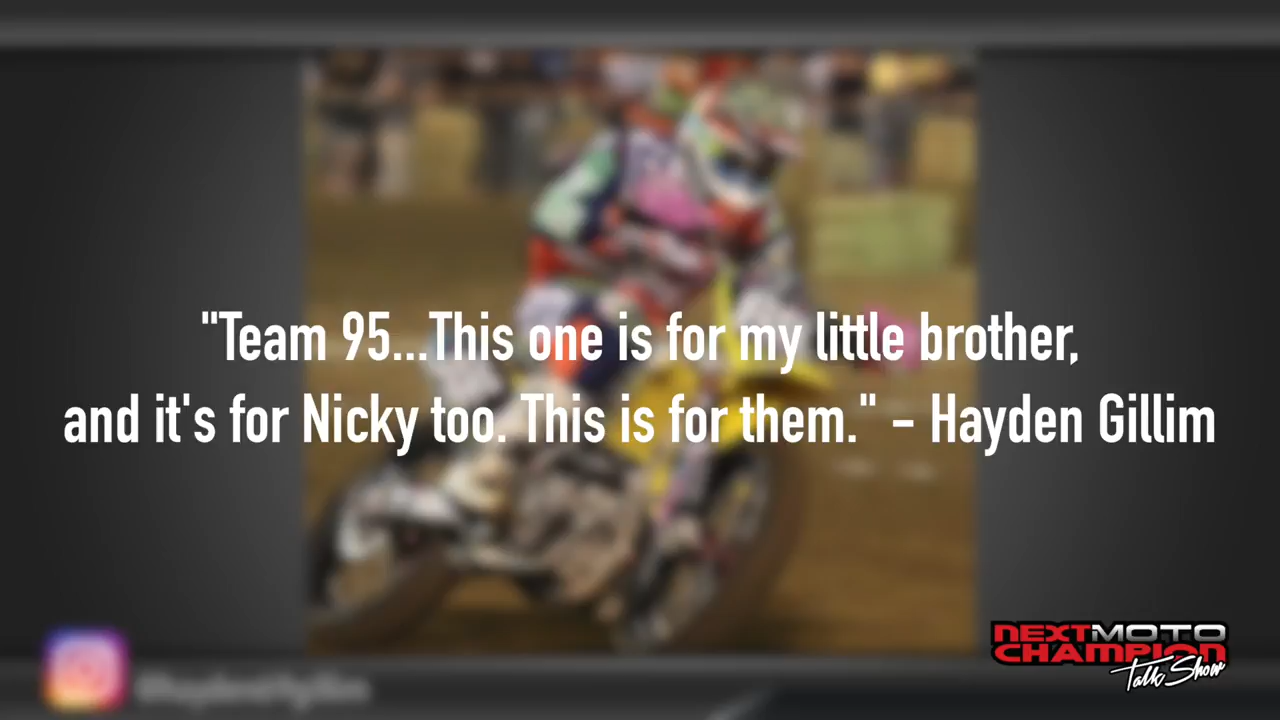 "Team 95...This one is for my little brother,
and it's for Nicky too. This is for them." - Hayden Gillim
NEXTMOTO
CHAMPION
Talk Show